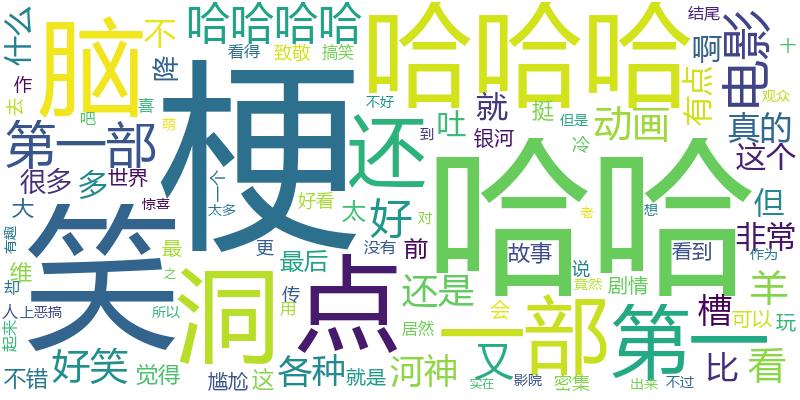 什么
脑
不
哈哈哈哈
看得
致敬
搞笑
哈哈哈
结尾
啊
电影
十
作
去
降
梗
不好
有点
观众
吧
喜
萌
还
到
吐
就
挺
但是
动画
真的
第一部
银河
冷
这个
很多
多
世界
个
太多
好看
太
好
对
哈哈
老
想
但
大
惊喜
有趣
笑
洞
最
更
最后
没有
前
故事
看到
作为
非常
维
却
之
点
还是
说
竟然
剧情
羊
人
上
恶搞
所以
传
用
居然
会
一部
第一
槽
可以
玩
起来
不错
好笑
觉得
尴尬
这
各种
就是
河神
又
实在
影院
密集
出来
不过
比
看